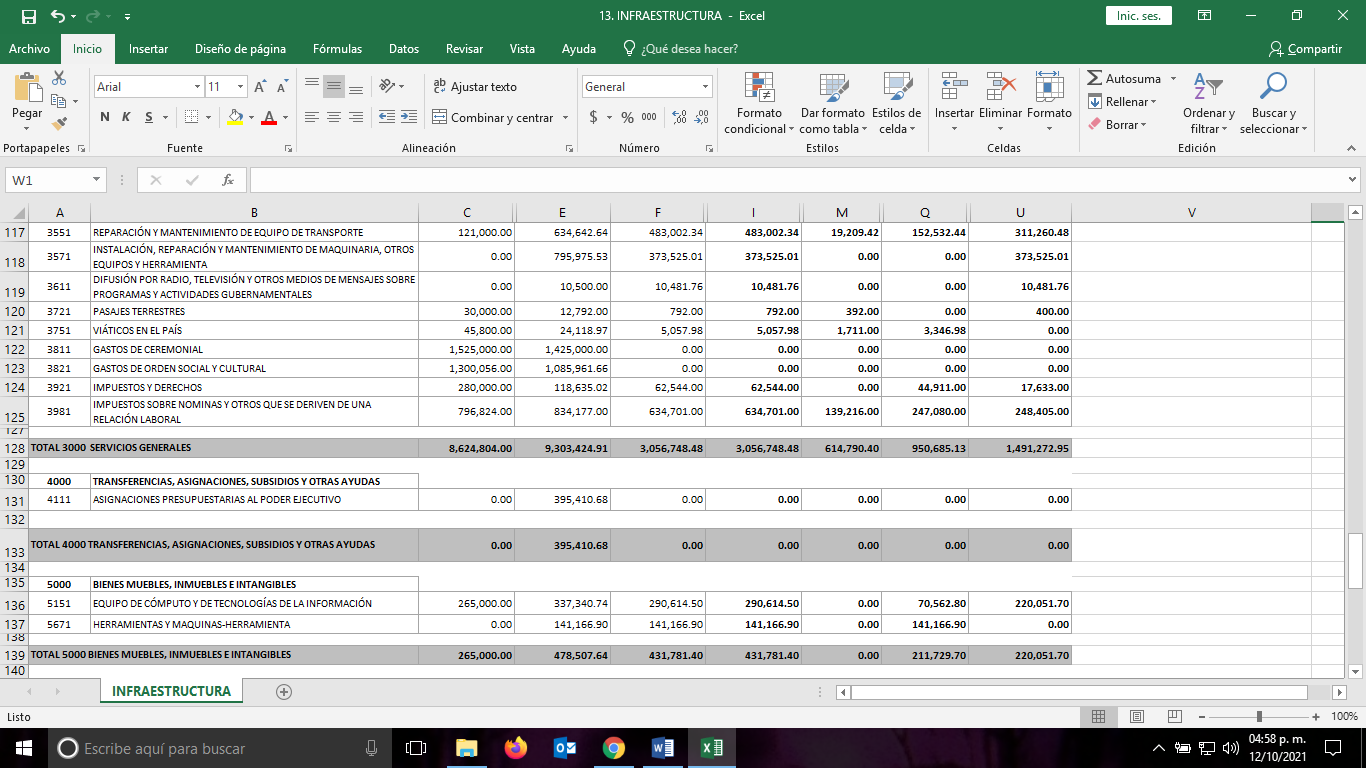 13. INFRAESTRUCTURA - Excel
Inic. ses.
Archivo Inicio Insertar Diseño de página Fórmulas Datos Revisar Vista Ayuda ¿Qué desea hacer? Compartir
Arial 11 Ajustar texto General Autosuma
Pegar Formato Dar formato Estilos de Insertar Eliminar Formato Rellenar Ordenar y Buscar y
N K S Combinar y centrar $ % 000 condicional como tabla celda Borrar filtrar seleccionar
Portapapeles Fuente Alineación Número Estilos Celdas Edición
W1 fx
A B C E F I M Q U V
117 3551 REPARACIÓN Y MANTENIMIENTO DE EQUIPO DE TRANSPORTE 121,000.00 634,642.64 483,002.34 483,002.34 19,209.42 152,532.44 311,260.48
INSTALACIÓN, REPARACIÓN Y MANTENIMIENTO DE MAQUINARIA, OTROS
118 3571 EQUIPOS Y HERRAMIENTA 0.00 795,975.53 373,525.01 373,525.01 0.00 0.00 373,525.01
DIFUSIÓN POR RADIO, TELEVISIÓN Y OTROS MEDIOS DE MENSAJES SOBRE
119 3611 PROGRAMAS Y ACTIVIDADES GUBERNAMENTALES 0.00 10,500.00 10,481.76 10,481.76 0.00 0.00 10,481.76
120 3721 PASAJES TERRESTRES 30,000.00 12,792.00 792.00 792.00 392.00 0.00 400.00
121 3751 VIÁTICOS EN EL PAÍS 45,800.00 24,118.97 5,057.98 5,057.98 1,711.00 3,346.98 0.00
122 3811 GASTOS DE CEREMONIAL 1,525,000.00 1,425,000.00 0.00 0.00 0.00 0.00 0.00
123 3821 GASTOS DE ORDEN SOCIAL Y CULTURAL 1,300,056.00 1,085,961.66 0.00 0.00 0.00 0.00 0.00
124 3921 IMPUESTOS Y DERECHOS 280,000.00 118,635.02 62,544.00 62,544.00 0.00 44,911.00 17,633.00
IMPUESTOS SOBRE NOMINAS Y OTROS QUE SE DERIVEN DE UNA
125 3981 RELACIÓN LABORAL 796,824.00 834,177.00 634,701.00 634,701.00 139,216.00 247,080.00 248,405.00
127
128 TOTAL 3000 SERVICIOS GENERALES 8,624,804.00 9,303,424.91 3,056,748.48 3,056,748.48 614,790.40 950,685.13 1,491,272.95
129
130 4000 TRANSFERENCIAS, ASIGNACIONES, SUBSIDIOS Y OTRAS AYUDAS
131 4111 ASIGNACIONES PRESUPUESTARIAS AL PODER EJECUTIVO 0.00 395,410.68 0.00 0.00 0.00 0.00 0.00
132
133 TOTAL 4000 TRANSFERENCIAS, ASIGNACIONES, SUBSIDIOS Y OTRAS AYUDAS 0.00 395,410.68 0.00 0.00 0.00 0.00 0.00
134
135 5000 BIENES MUEBLES, INMUEBLES E INTANGIBLES
136 5151 EQUIPO DE CÓMPUTO Y DE TECNOLOGÍAS DE LA INFORMACIÓN 265,000.00 337,340.74 290,614.50 290,614.50 0.00 70,562.80 220,051.70
137 5671 HERRAMIENTAS Y MAQUINAS-HERRAMIENTA 0.00 141,166.90 141,166.90 141,166.90 0.00 141,166.90 0.00
138
139 TOTAL 5000 BIENES MUEBLES, INMUEBLES E INTANGIBLES 265,000.00 478,507.64 431,781.40 431,781.40 0.00 211,729.70 220,051.70
140
INFRAESTRUCTURA
Listo 100%
Escribe aquí para buscar
04:58 p. m.
12/10/2021